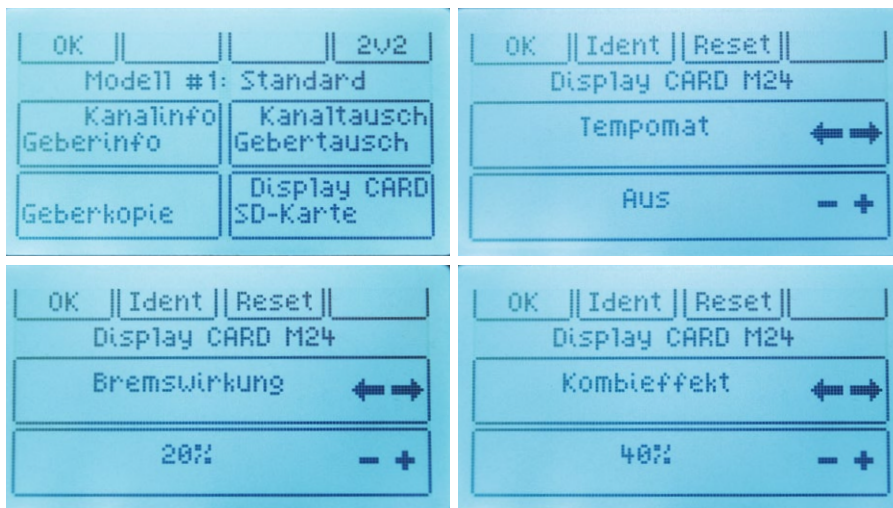 OK 2v2
Modell #1: Standard
Kanalinfo Kanaltausch
Geberinfo Gebertausch
Display CARD
Geberkopie SD-Karte
OK Ident Reset
Display CARD M24
Tempomat
Aus - +
OK Ident Reset
Display CARD M24
Bremswirkung
20% - +
OK Ident Reset
Display CARD M24
Kombieffekt
40% - +